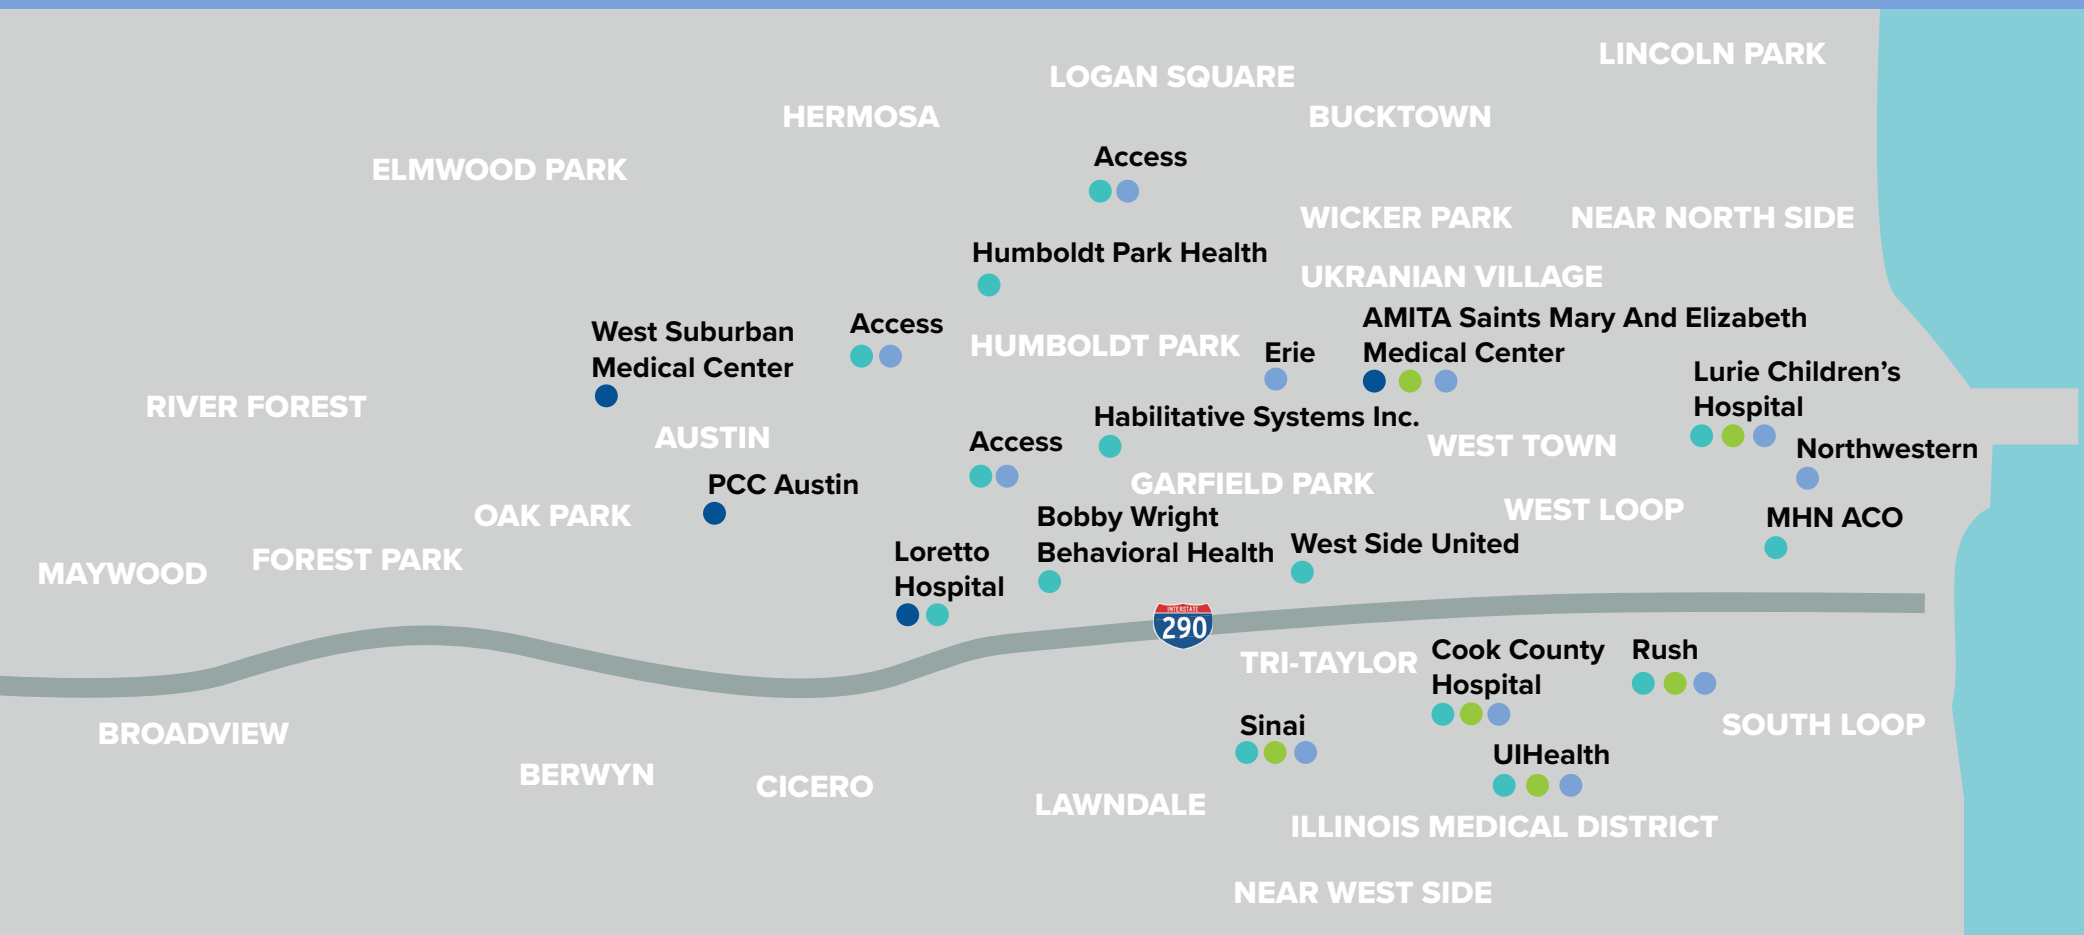 LINCOLN PARK
LOGAN SQUARE
HERMOSA
BUCKTOWN
Access
ELMWOOD PARK
WICKER PARK
NEAR NORTH SIDE
Humboldt Park Health
UKRANIAN VILLAGE
West Suburban
Medical Center
Access
HUMBOLDT PARK
Erie
AMITA Saints Mary And Elizabeth
Medical Center
Lurie Children’s
Hospital
RIVER FOREST
AUSTIN
Access
Habilitative Systems Inc.
WEST TOWN
Northwestern
PCC Austin
GARFIELD PARK
OAK PARK
Bobby Wright
Behavioral Health
WEST LOOP
MHN ACO
MAYWOOD
FOREST PARK
Loretto
Hospital
West Side United
INTERSTATE
290
TRI-TAYLOR
Cook County
Hospital
Rush
BROADVIEW
Sinai
SOUTH LOOP
UIHealth
BERWYN
CICERO
LAWNDALE
ILLINOIS MEDICAL DISTRICT
NEAR WEST SIDE